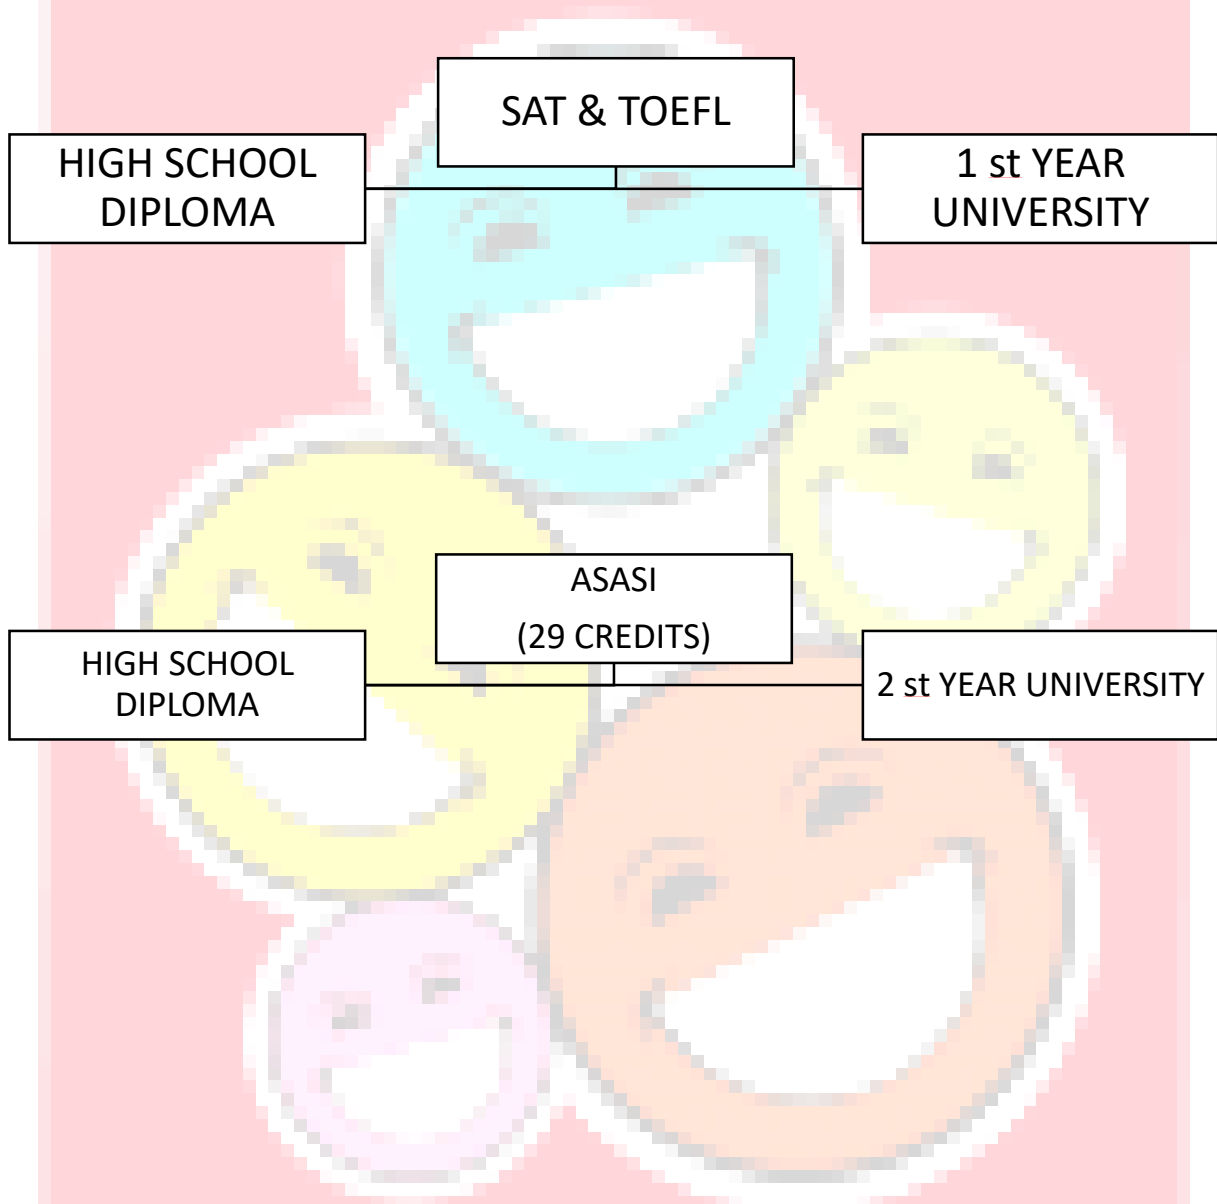 SAT & TOEFL
HIGH SCHOOL
DIPLOMA
1 st YEAR
UNIVERSITY
ASASI
(29 CREDITS)
HIGH SCHOOL
DIPLOMA
2 st YEAR UNIVERSITY